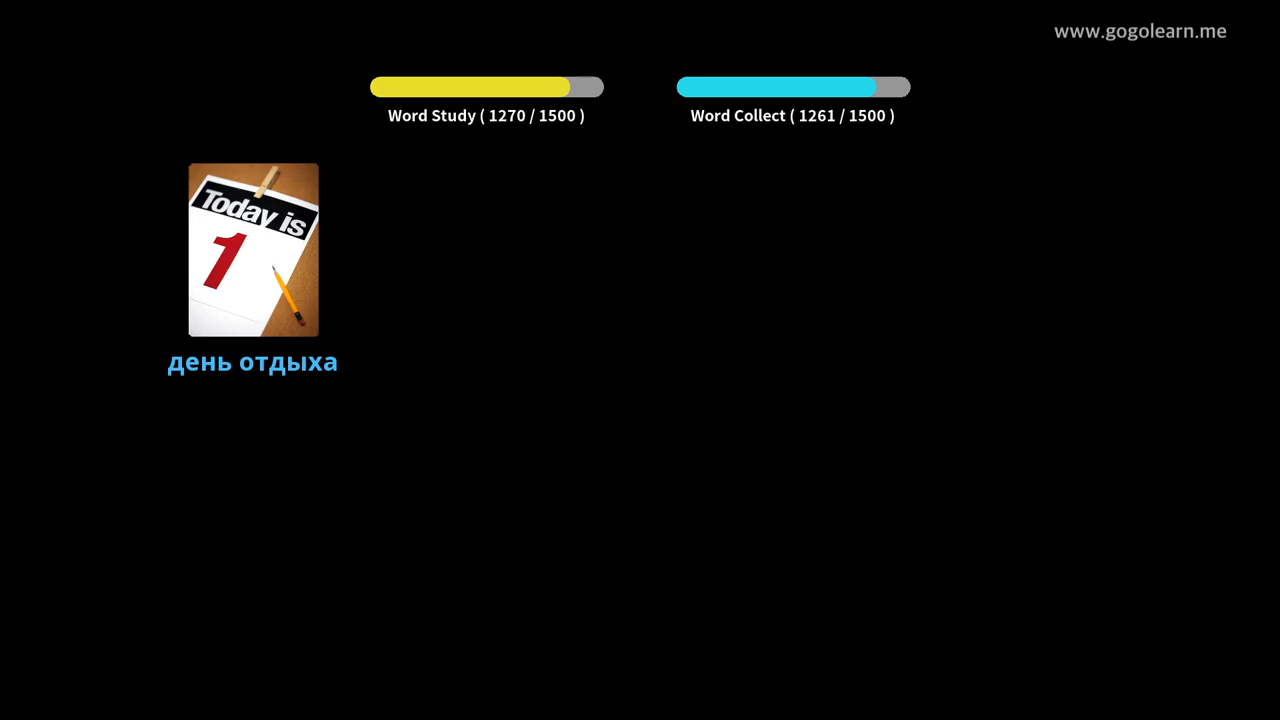 www.gogolearn.me
Word Study ( 1270 / 1500 )
Word Collect ( 1261 / 1500 )
Today is
1
день отдыха